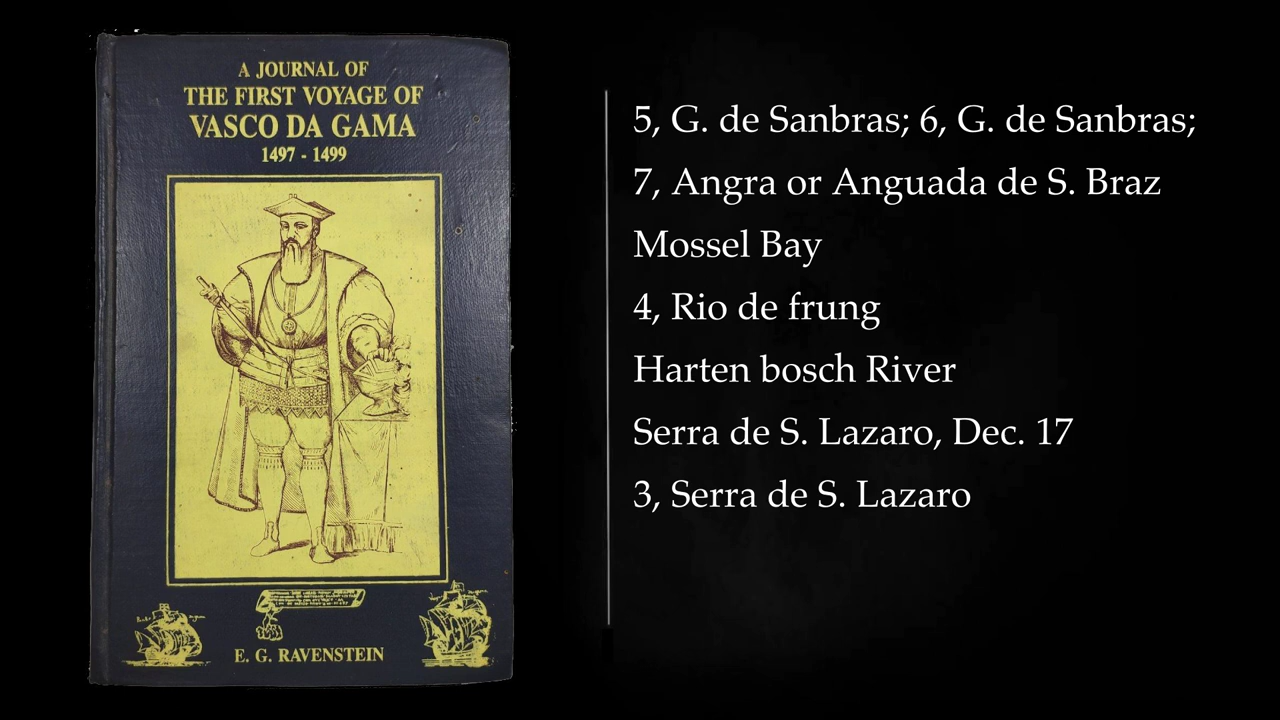 A JOURNAL OF
THE FIRST VOYAGE OF
VASCO DA GAMA
1497 - 1499
E. G. RAVENSTEIN
5, G. de Sanbras; 6, G. de Sanbras;
7, Angra or Anguada de S. Braz
Mossel Bay
4, Rio de frung
Harten bosch River
Serra de S. Lazaro, Dec. 17
3, Serra de S. Lazaro